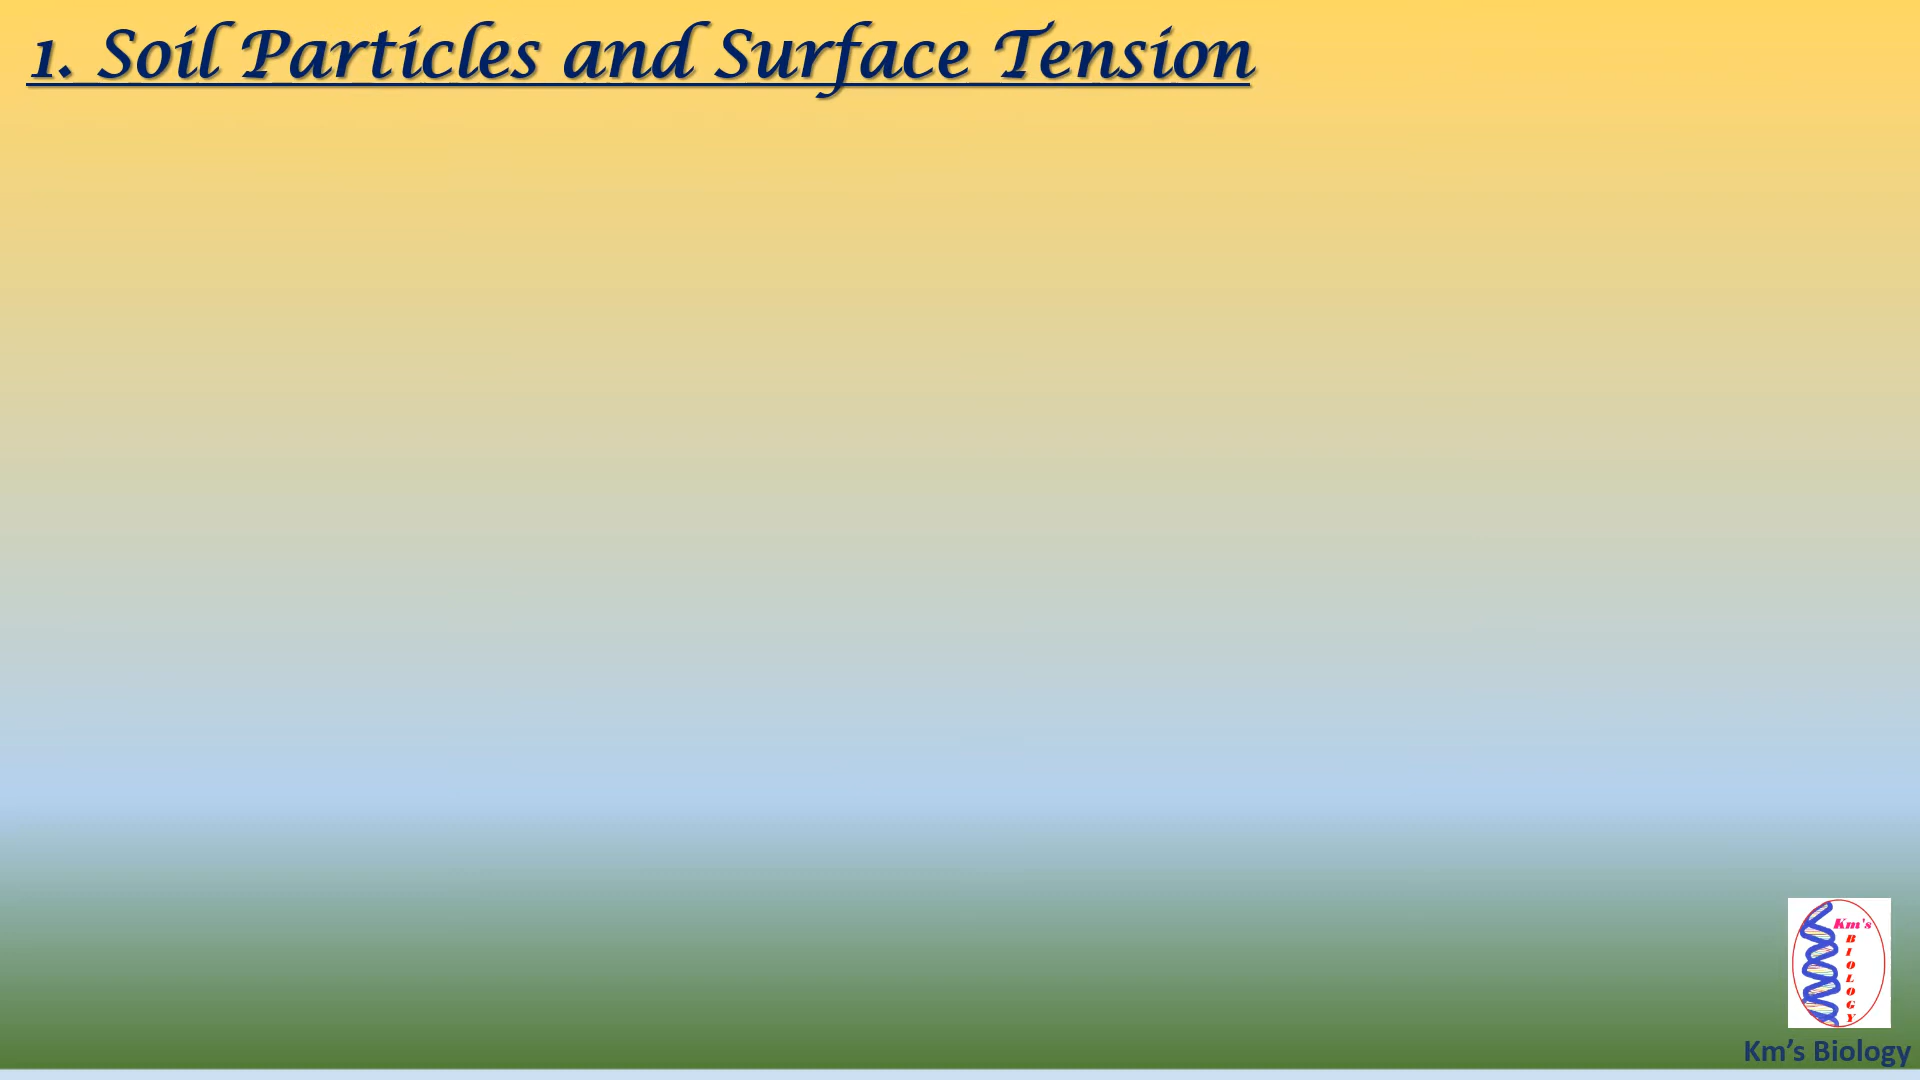 1. Soil Particles and Surface Tension
Km's
B
I
O
L
O
G
Y
Km’s Biology